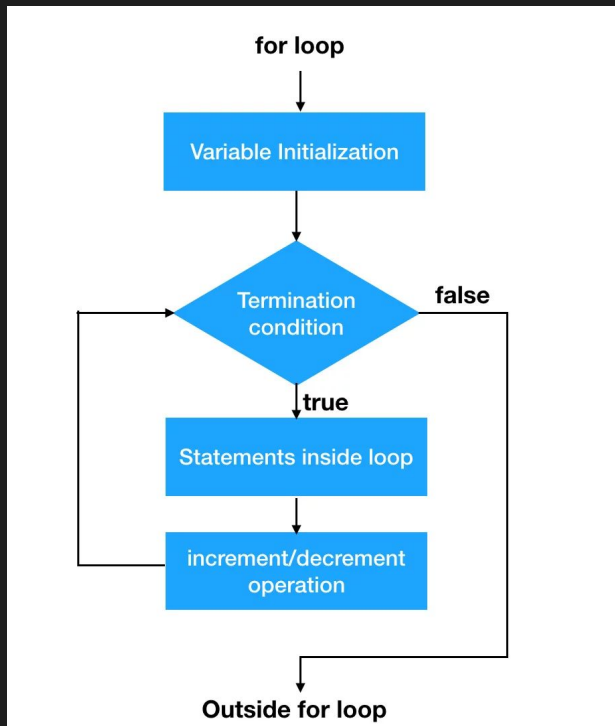 for loop
Variable Initialization
Termination
condition
false
true
Statements inside loop
increment/decrement
operation
Outside for loop